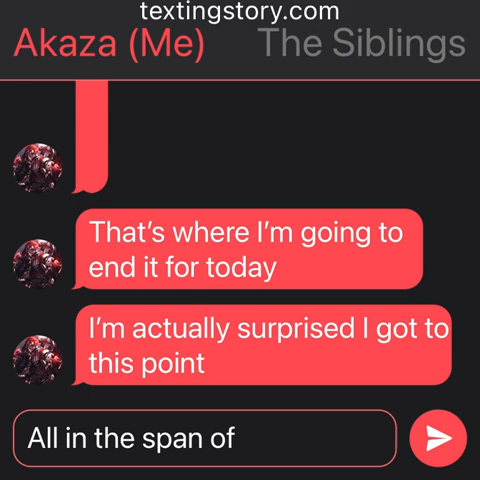 textingstory.com
Akaza (Me) The Siblings
That's where I'm going to
end it for today
I'm actually surprised I got to
this point
All in the span of